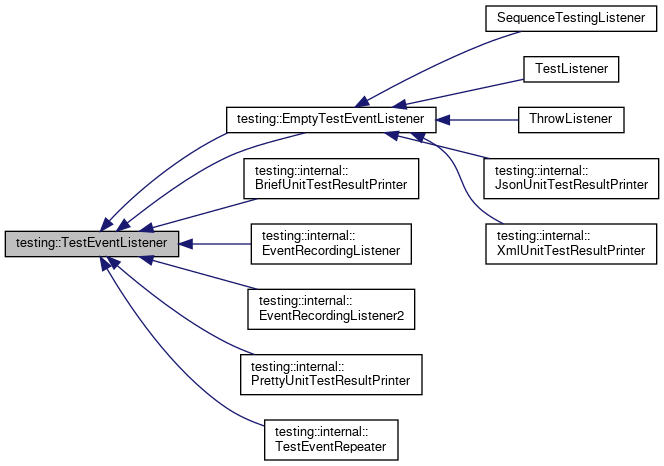 SequenceTestingListener
TestListener
testing::EmptyTestEventListener
ThrowListener
testing::internal::
BriefUnitTestResultPrinter
testing::internal::
JsonUnitTestResultPrinter
testing::TestEventListener
testing::internal::
EventRecordingListener
testing::internal::
XmlUnitTestResultPrinter
testing::internal::
EventRecordingListener2
testing::internal::
PrettyUnitTestResultPrinter
testing::internal::
TestEventRepeater